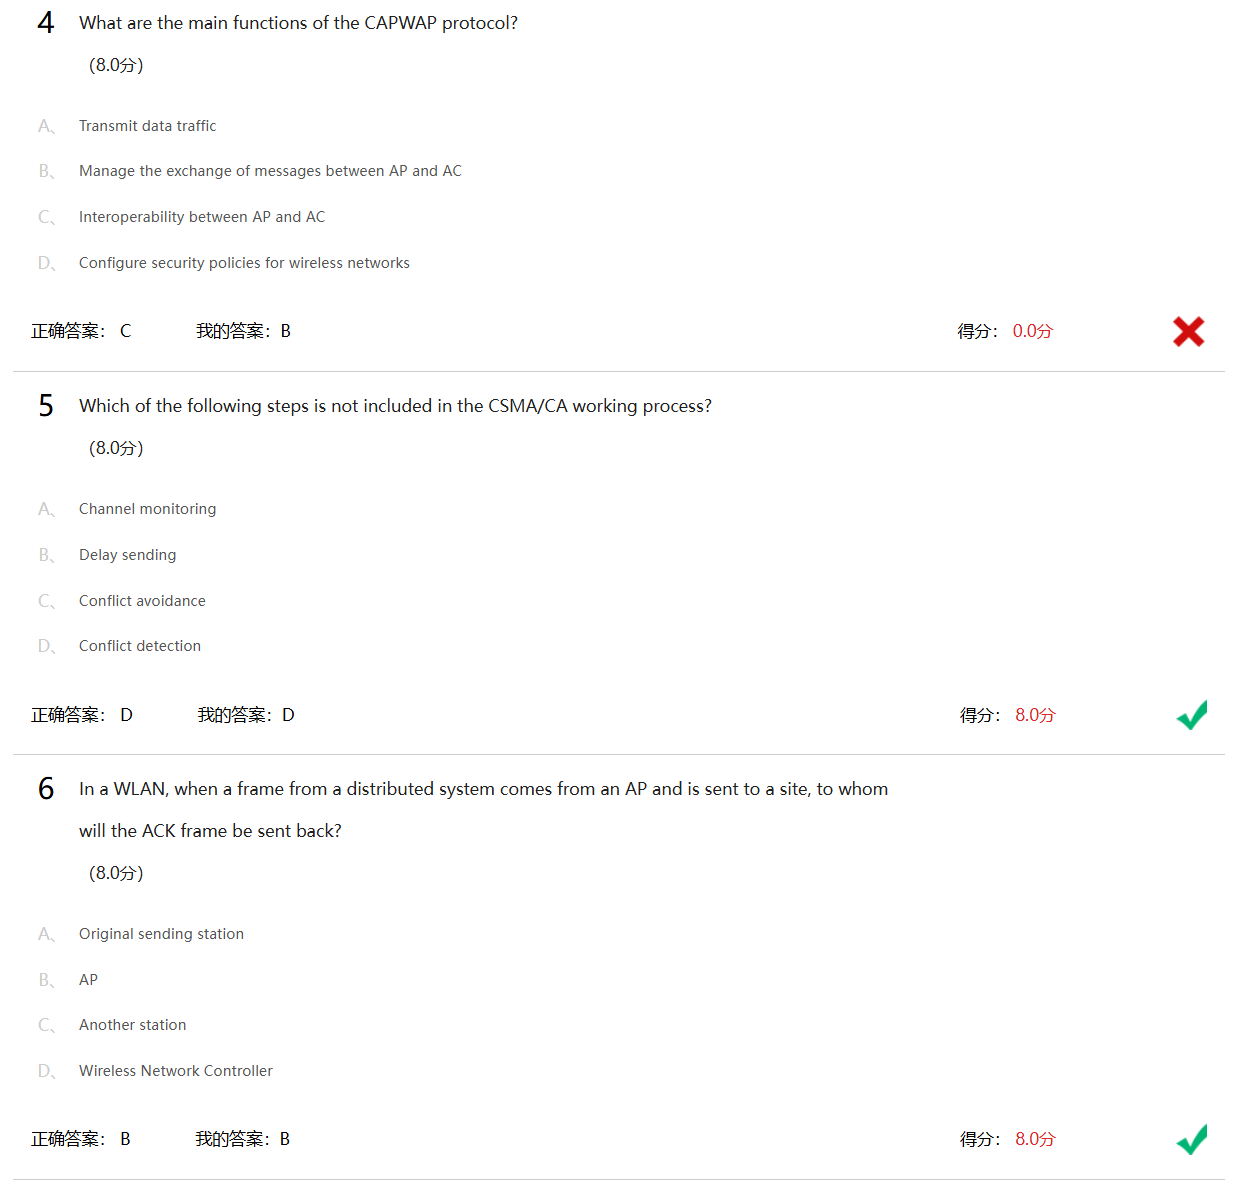 4 What are the main functions of the CAPWAP protocol?
(8.0分)
A、 Transmit data traffic
B、 Manage the exchange of messages between AP and AC
C、 Interoperability between AP and AC
D、 Configure security policies for wireless networks
正确答案： C 我的答案：B 得分： 0.0分
5 Which of the following steps is not included in the CSMA/CA working process?
(8.0分)
A、 Channel monitoring
B、 Delay sending
C、 Conflict avoidance
D、 Conflict detection
正确答案： D 我的答案：D 得分： 8.0分
6 In a WLAN, when a frame from a distributed system comes from an AP and is sent to a site, to whom
will the ACK frame be sent back?
(8.0分)
A、 Original sending station
B、 AP
C、 Another station
D、 Wireless Network Controller
正确答案： B 我的答案：B 得分： 8.0分